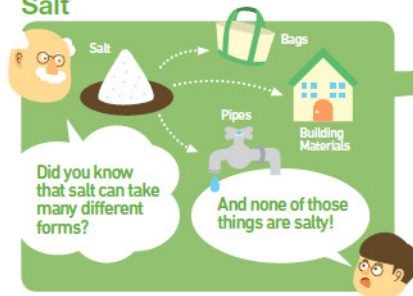 Salt
Salt
Bags
Building
Materials
Pipes
Did you know
that salt can take
many different
forms?
And none of those
things are salty!